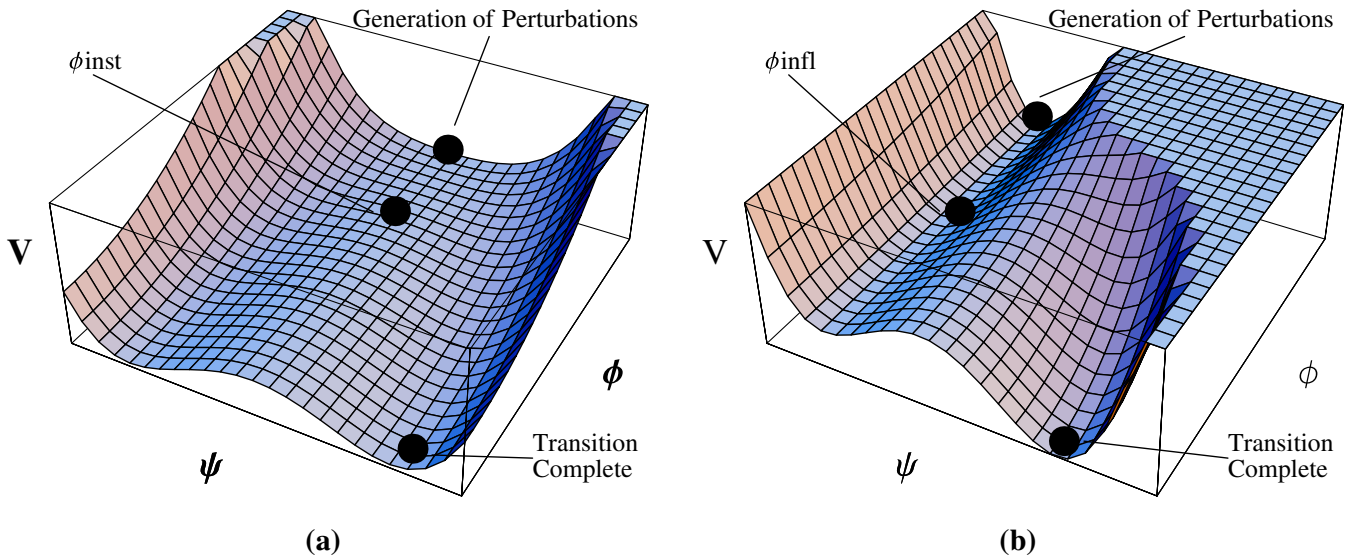 Generation of Perturbations
ϕinst
V
ϕ
ψ
Transition
Complete
(a)
Generation of Perturbations
ϕinfl
V
ϕ
ψ
Transition
Complete
(b)